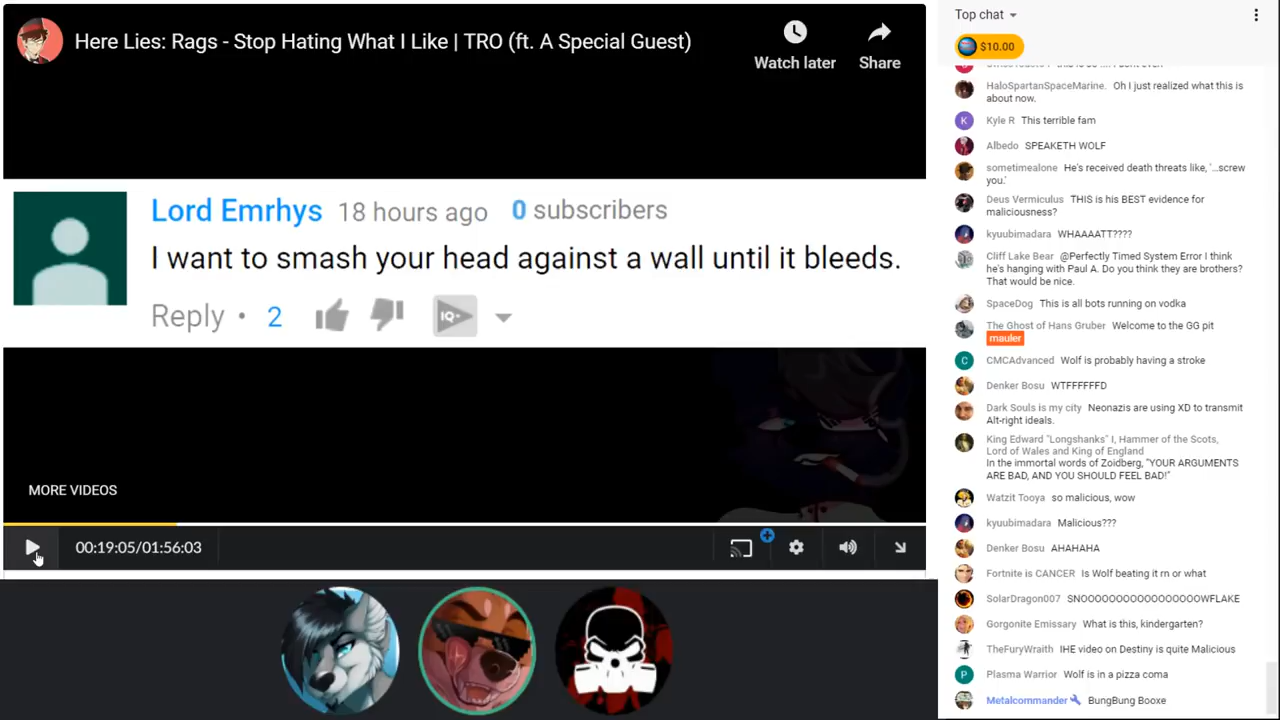 Here Lies: Rags - Stop Hating What I Like | TRO (ft. A Special Guest)
Watch later
Share
Lord Emrhys 18 hours ago 0 subscribers
I want to smash your head against a wall until it bleeds.
Reply • 2
IQ+
MORE VIDEOS
00:19:05/01:56:03
Top chat
$10.00
HaloSpartanSpaceMarine. Oh I just realized what this is
about now.
K Kyle R This terrible fam
Albedo SPEAKETH WOLF
sometimealone He's received death threats like, '...screw
you.'
Deus Vermiculus THIS is his BEST evidence for
maliciousness?
kyuubimadara WHAAAATT????
Cliff Lake Bear @Perfectly Timed System Error I think
he's hanging with Paul A. Do you think they are brothers?
That would be nice.
SpaceDog This is all bots running on vodka
The Ghost of Hans Gruber Welcome to the GG pit
mauler
C CMCAdvanced Wolf is probably having a stroke
Denker Bosu WTFFFFFFD
Dark Souls is my city Neonazis are using XD to transmit
Alt-right ideals.
King Edward "Longshanks" I, Hammer of the Scots,
Lord of Wales and King of England
In the immortal words of Zoidberg, "YOUR ARGUMENTS
ARE BAD, AND YOU SHOULD FEEL BAD!"
Watzit Tooya so malicious, wow
kyuubimadara Malicious???
Denker Bosu AHAHAHA
Fortnite is CANCER Is Wolf beating it rn or what
SolarDragon007 SNOOOOOOOOOOOOOOOOWFLAKE
Gorgonite Emissary What is this, kindergarten?
TheFuryWraith IHE video on Destiny is quite Malicious
P Plasma Warrior Wolf is in a pizza coma
Metalcommander BungBung Booxe